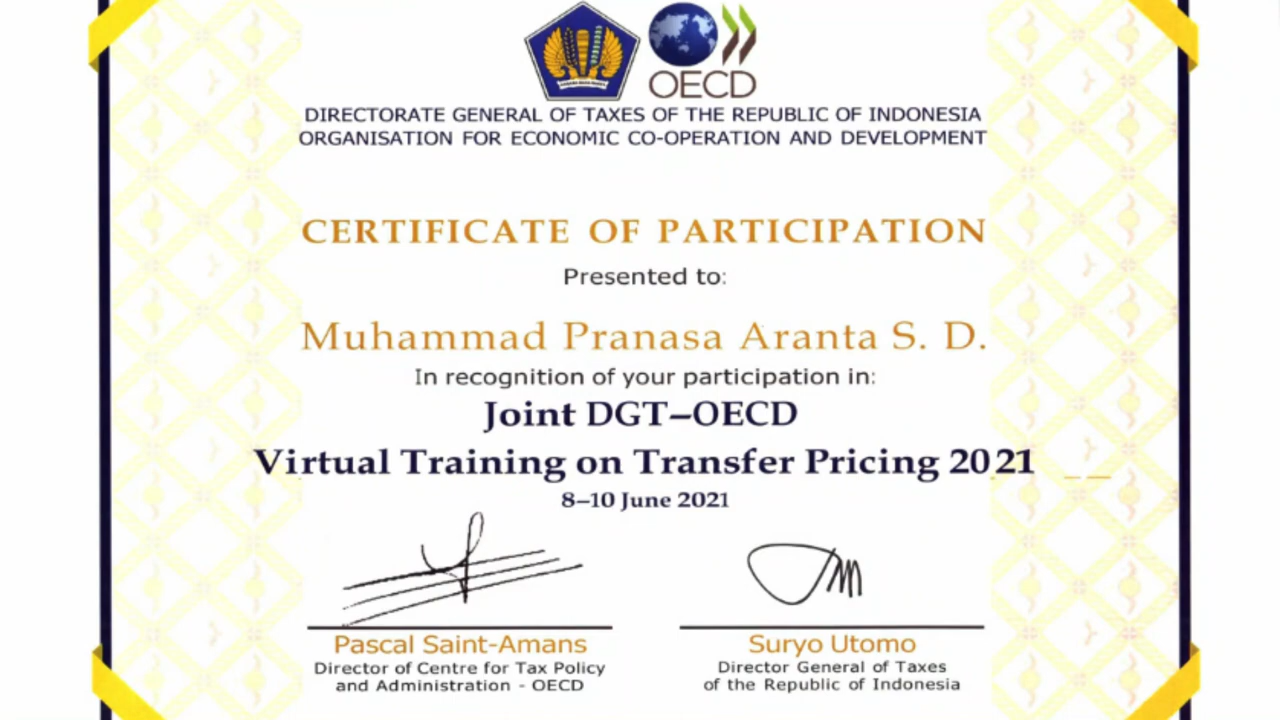 OECD
DIRECTORATE GENERAL OF TAXES OF THE REPUBLIC OF INDONESIA
ORGANISATION FOR ECONOMIC CO-OPERATION AND DEVELOPMENT
CERTIFICATE OF PARTICIPATION
Presented to:
Muhammad Pranasa Aranta S. D.
In recognition of your participation in:
Joint DGT–OECD
Virtual Training on Transfer Pricing 2021
8–10 June 2021
Pascal Saint-Amans
Director of Centre for Tax Policy
and Administration - OECD
Suryo Utomo
Director General of Taxes
of the Republic of Indonesia